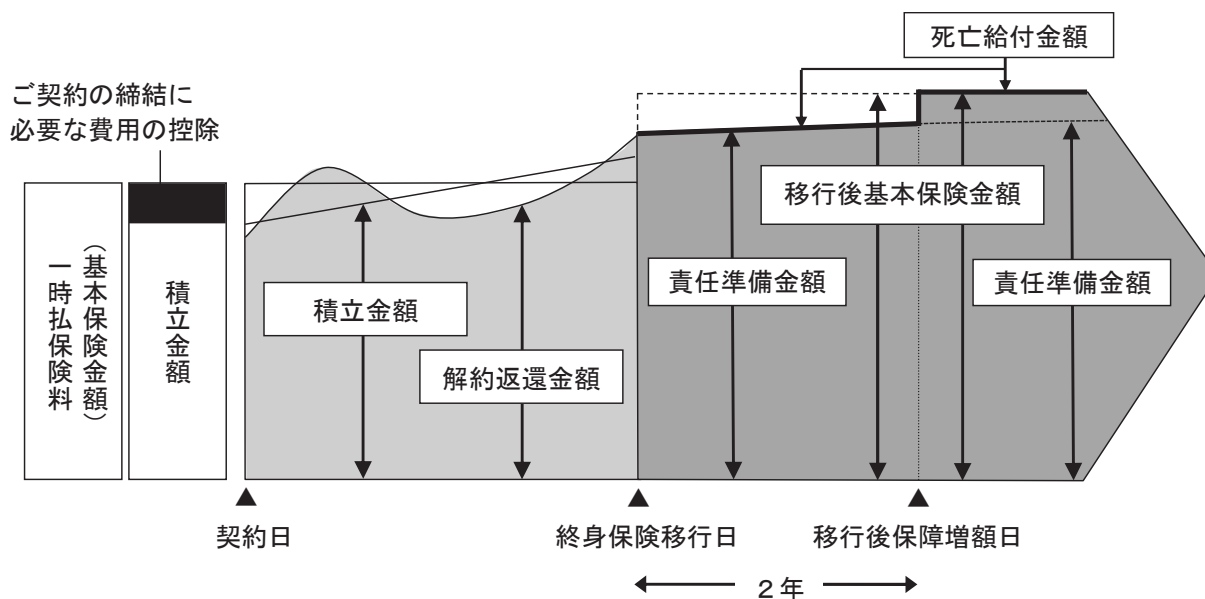 死亡給付金額
ご契約の締結に
必要な費用の控除
移行後基本保険金額
一時払保険料
（基本保険金額）
積立金額
積立金額
解約返還金額
責任準備金額
責任準備金額
契約日
終身保険移行日
移行後保障増額日
２年